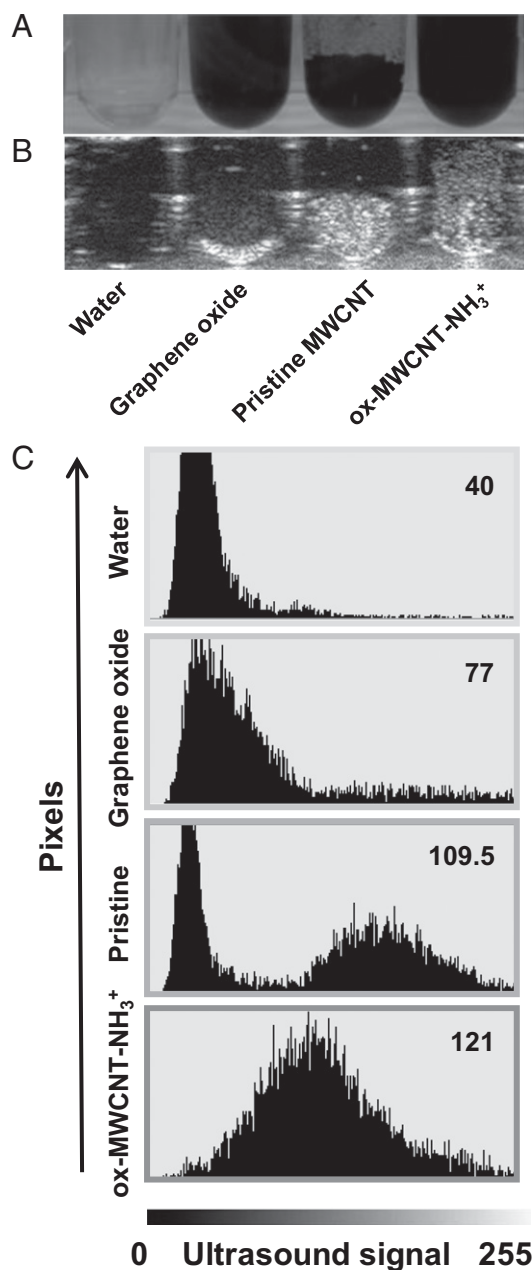 A
B
Water
Graphene oxide
Pristine MWCNT
ox-MWCNT-NH₃⁺
C
Pixels
Water
40
Graphene oxide
77
Pristine
109.5
ox-MWCNT-NH₃⁺
121
0 Ultrasound signal 255